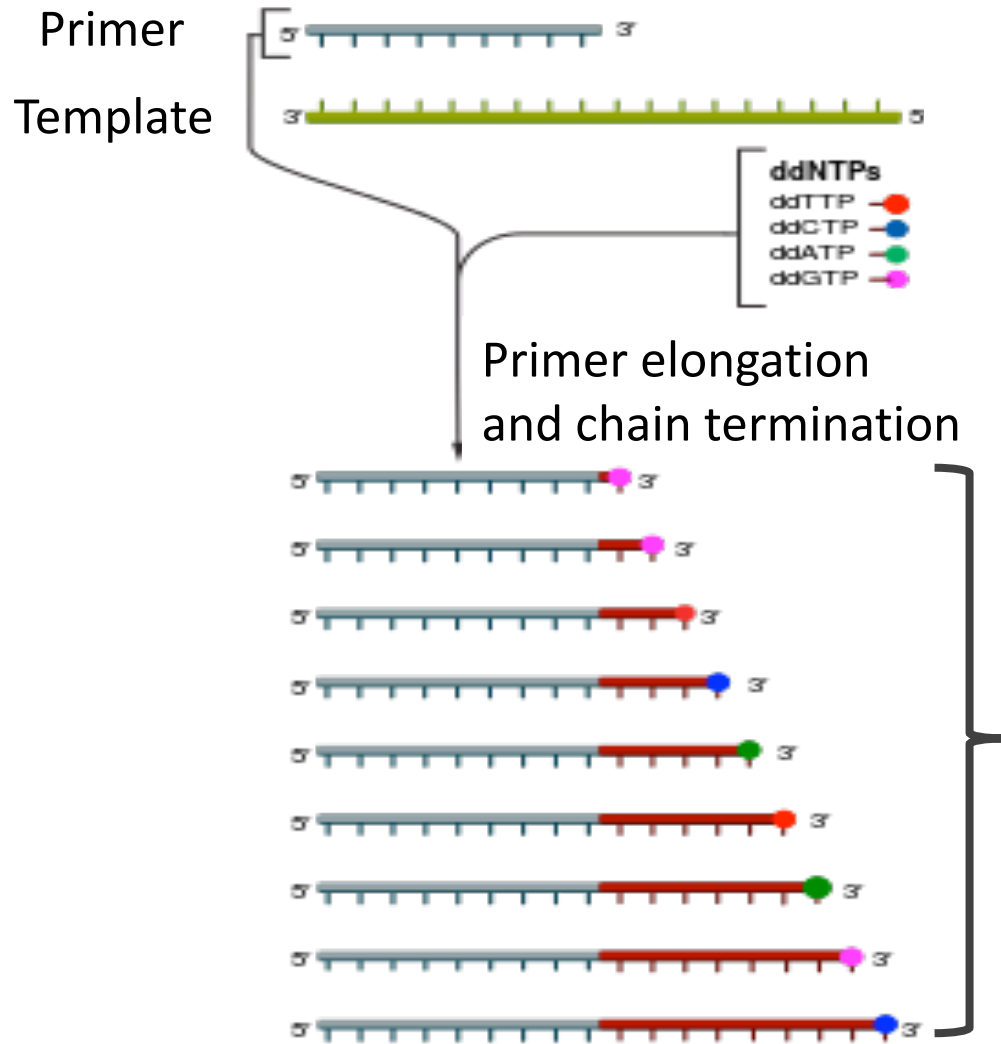 Primer
5' 3'
Template
3' 5'
ddNTPs
ddTTP
ddCTP
ddATP
ddGTP
Primer elongation
and chain termination
5' 3'
5' 3'
5' 3'
5' 3'
5' 3'
5' 3'
5' 3'
5' 3'
5' 3'